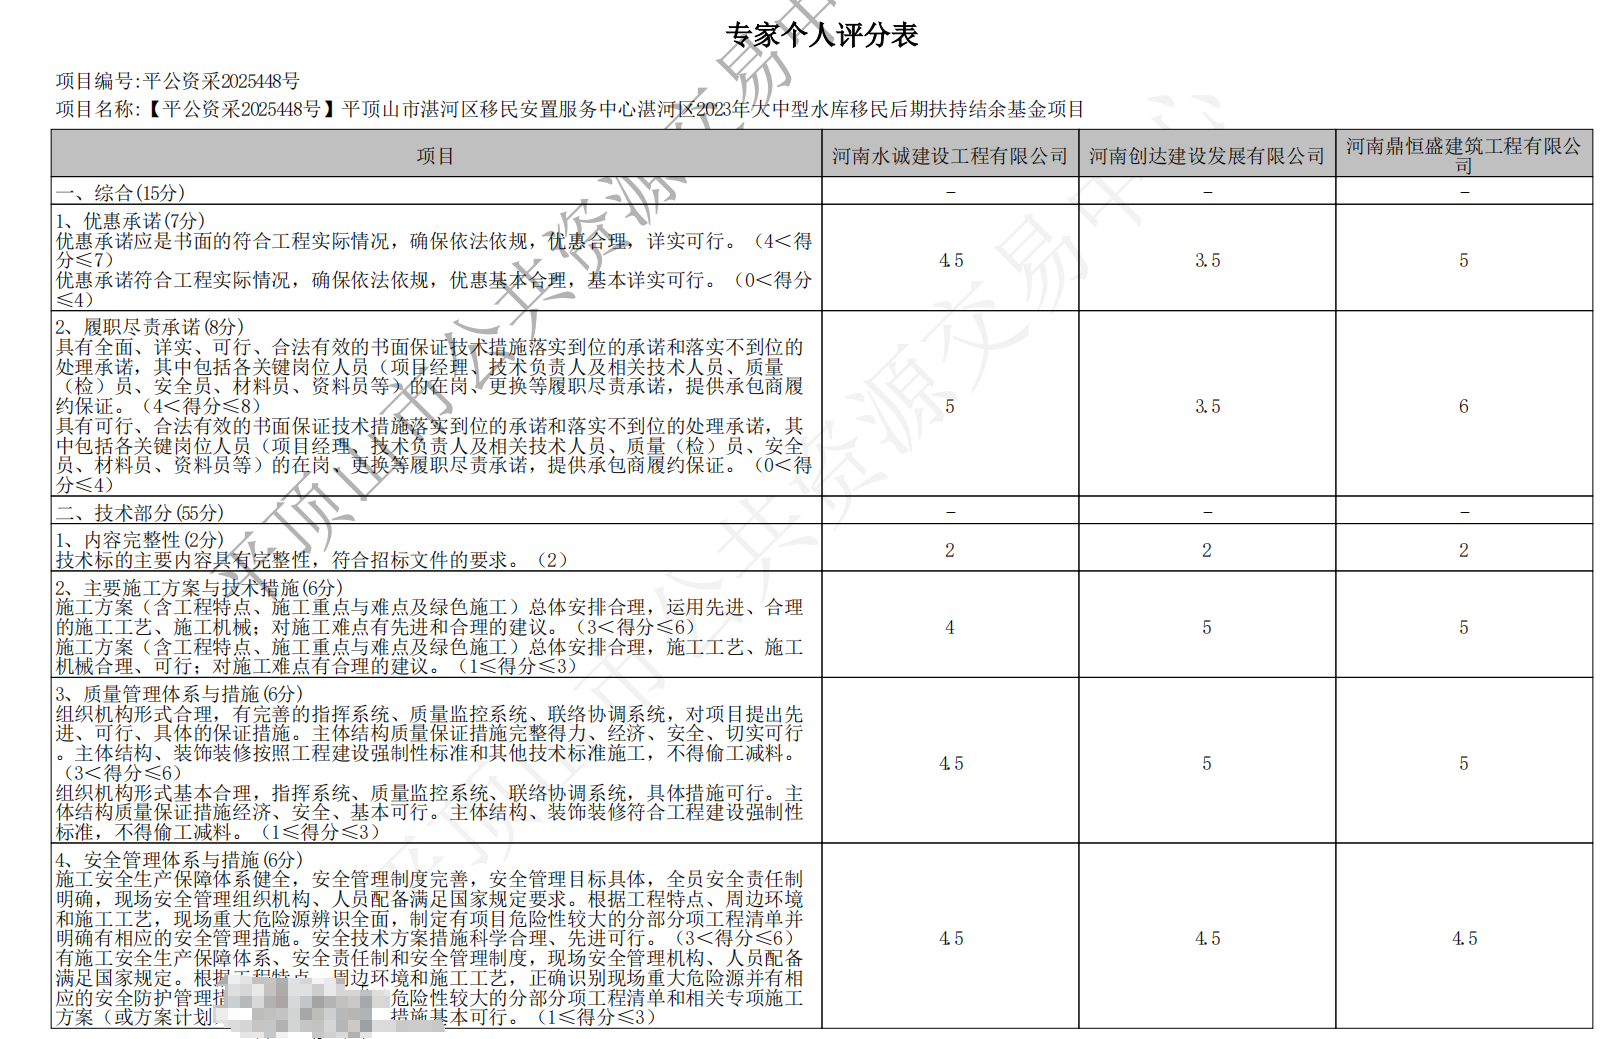 专家个人评分表
项目编号:平公资采2025448号
项目名称:【平公资采2025448号】平顶山市湛河区移民安置服务中心湛河区2023年大中型水库移民后期扶持结余基金项目
项目
河南水诚建设工程有限公司
河南创达建设发展有限公司
河南鼎恒盛建筑工程有限公
司
一、综合(15分)
-
-
-
1、优惠承诺(7分)
优惠承诺应是书面的符合工程实际情况，确保依法依规，优惠合理，详实可行。（4＜得
分≤7）
优惠承诺符合工程实际情况，确保依法依规，优惠基本合理，基本详实可行。（0＜得分
≤4）
4.5
3.5
5
2、履职尽责承诺(8分)
具有全面、详实、可行、合法有效的书面保证技术措施落实到位的承诺和落实不到位的
处理承诺，其中包括各关键岗位人员（项目经理、技术负责人及相关技术人员、质量
（检）员、安全员、材料员、资料员等）的在岗、更换等履职尽责承诺，提供承包商履
约保证。（4＜得分≤8）
具有可行、合法有效的书面保证技术措施落实到位的承诺和落实不到位的处理承诺，其
中包括各关键岗位人员（项目经理、技术负责人及相关技术人员、质量（检）员、安全
员、材料员、资料员等）的在岗、更换等履职尽责承诺，提供承包商履约保证。（0＜得
分≤4）
5
3.5
6
二、技术部分(55分)
-
-
-
1、内容完整性(2分)
技术标的主要内容具有完整性，符合招标文件的要求。（2）
2
2
2
2、主要施工方案与技术措施(6分)
施工方案（含工程特点、施工重点与难点及绿色施工）总体安排合理，运用先进、合理
的施工工艺、施工机械；对施工难点有先进和合理的建议。（3＜得分≤6）
施工方案（含工程特点、施工重点与难点及绿色施工）总体安排合理，施工工艺、施工
机械合理、可行；对施工难点有合理的建议。（1≤得分≤3）
4
5
5
3、质量管理体系与措施(6分)
组织机构形式合理，有完善的指挥系统、质量监控系统、联络协调系统，对项目提出先
进、可行、具体的保证措施。主体结构质量保证措施完整得力、经济、安全、切实可行
。主体结构、装饰装修按照工程建设强制性标准和其他技术标准施工，不得偷工减料。
（3＜得分≤6）
组织机构形式基本合理，指挥系统、质量监控系统、联络协调系统，具体措施可行。主
体结构质量保证措施经济、安全、基本可行。主体结构、装饰装修符合工程建设强制性
标准，不得偷工减料。（1≤得分≤3）
4.5
5
5
4、安全管理体系与措施(6分)
施工安全生产保障体系健全，安全管理制度完善，安全管理目标具体，全员安全责任制
明确，现场安全管理组织机构、人员配备满足国家规定要求。根据工程特点、周边环境
和施工工艺，现场重大危险源辨识全面，制定有项目危险性较大的分部分项工程清单并
明确有相应的安全管理措施。安全技术方案措施科学合理、先进可行。（3＜得分≤6）
有施工安全生产保障体系、安全责任制和安全管理制度，现场安全管理机构、人员配备
满足国家规定。根据工程特点、周边环境和施工工艺，正确识别现场重大危险源并有相
应的安全防护管理措 危险性较大的分部分项工程清单和相关专项施工
方案（或方案计划 措施基本可行。（1≤得分≤3）
4.5
4.5
4.5
平顶山市公共资源交易中心
平顶山市公共资源交易中心